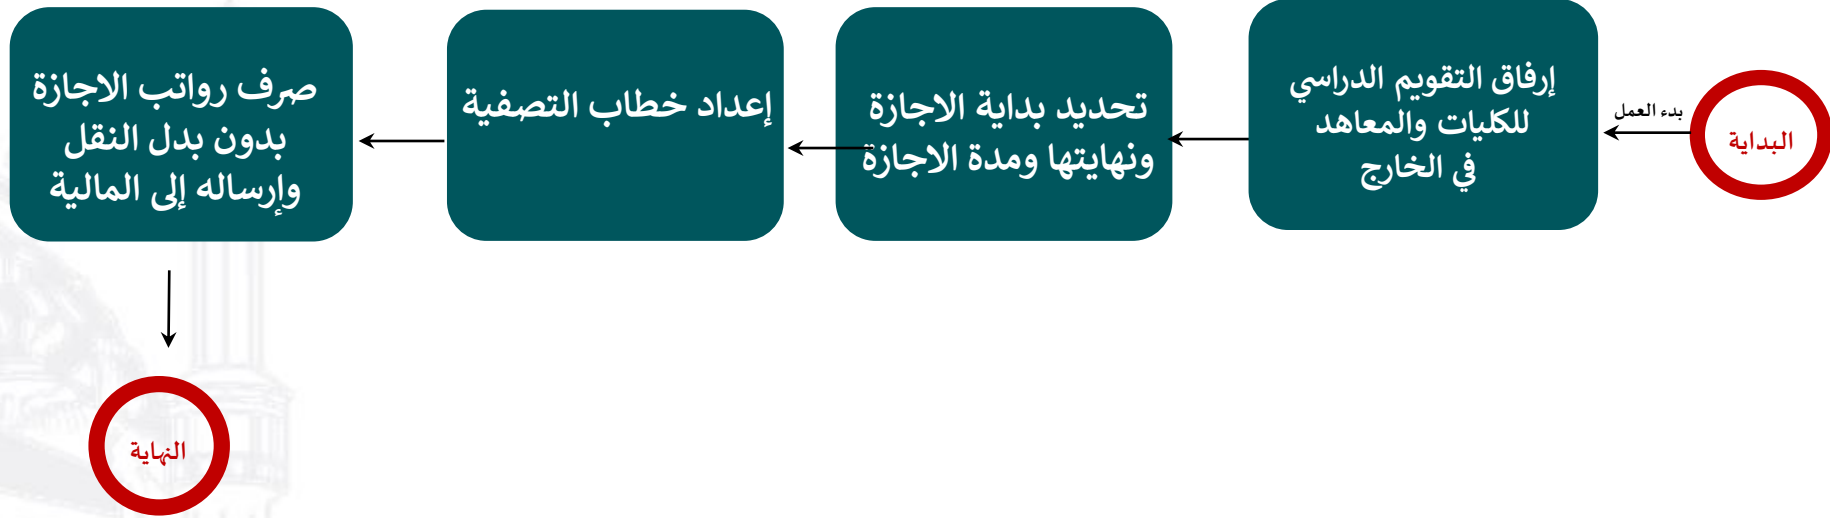 البداية
بدء العمل
إرفاق التقويم الدراسي
للكليات والمعاهد
في الخارج
تحديد بداية الاجازة
ونهايتها ومدة الاجازة
إعداد خطاب التصفية
صرف رواتب الاجازة
بدون بدل النقل
وإرساله إلى المالية
النهاية